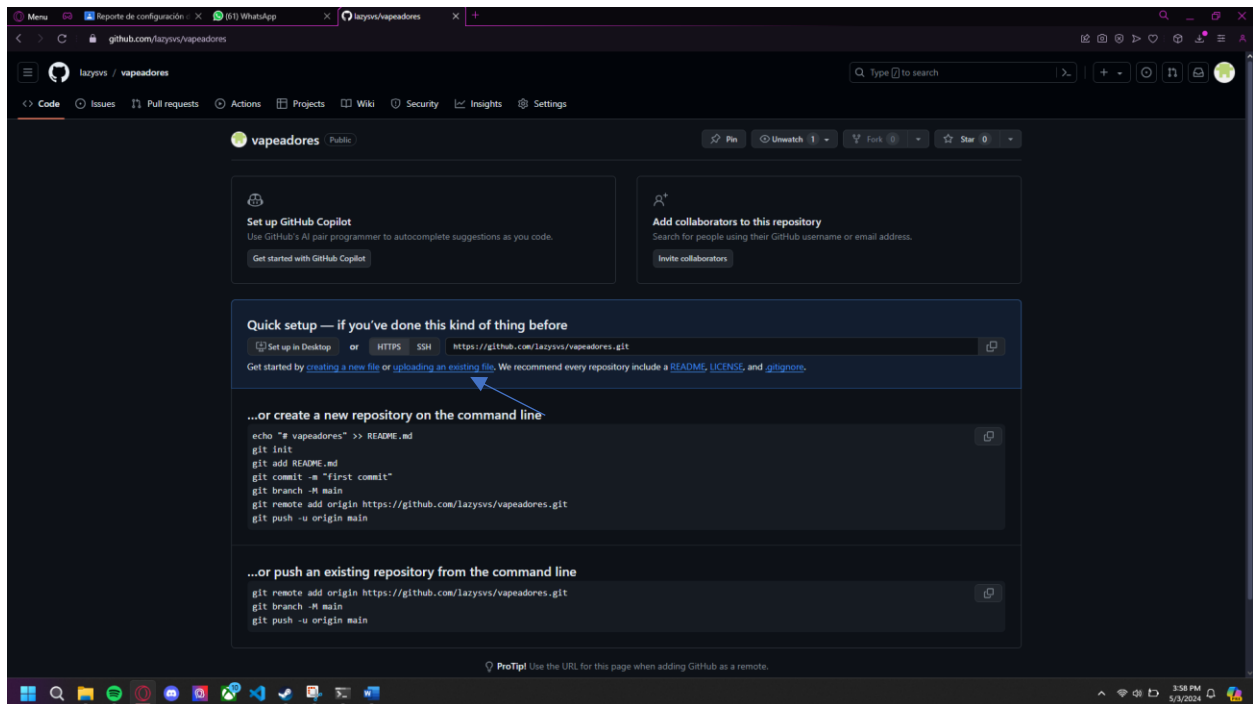 Menu
Reporte de configuración
(61) WhatsApp
lazysvs/vapeadores
github.com/lazysvs/vapeadores
lazysvs / vapeadores
Type / to search
Code
Issues
Pull requests
Actions
Projects
Wiki
Security
Insights
Settings
vapeadores Public
Pin
Unwatch 1
Fork 0
Star 0
Set up GitHub Copilot
Use GitHub's AI pair programmer to autocomplete suggestions as you code.
Get started with GitHub Copilot
Add collaborators to this repository
Search for people using their GitHub username or email address.
Invite collaborators
Quick setup — if you've done this kind of thing before
Set up in Desktop or HTTPS SSH https://github.com/lazysvs/vapeadores.git
Get started by creating a new file or uploading an existing file. We recommend every repository include a README, LICENSE, and .gitignore.
...or create a new repository on the command line
echo "# vapeadores" >> README.md
git init
git add README.md
git commit -m "first commit"
git branch -M main
git remote add origin https://github.com/lazysvs/vapeadores.git
git push -u origin main
...or push an existing repository from the command line
git remote add origin https://github.com/lazysvs/vapeadores.git
git branch -M main
git push -u origin main
ProTip! Use the URL for this page when adding GitHub as a remote.
3:58 PM
5/3/2024